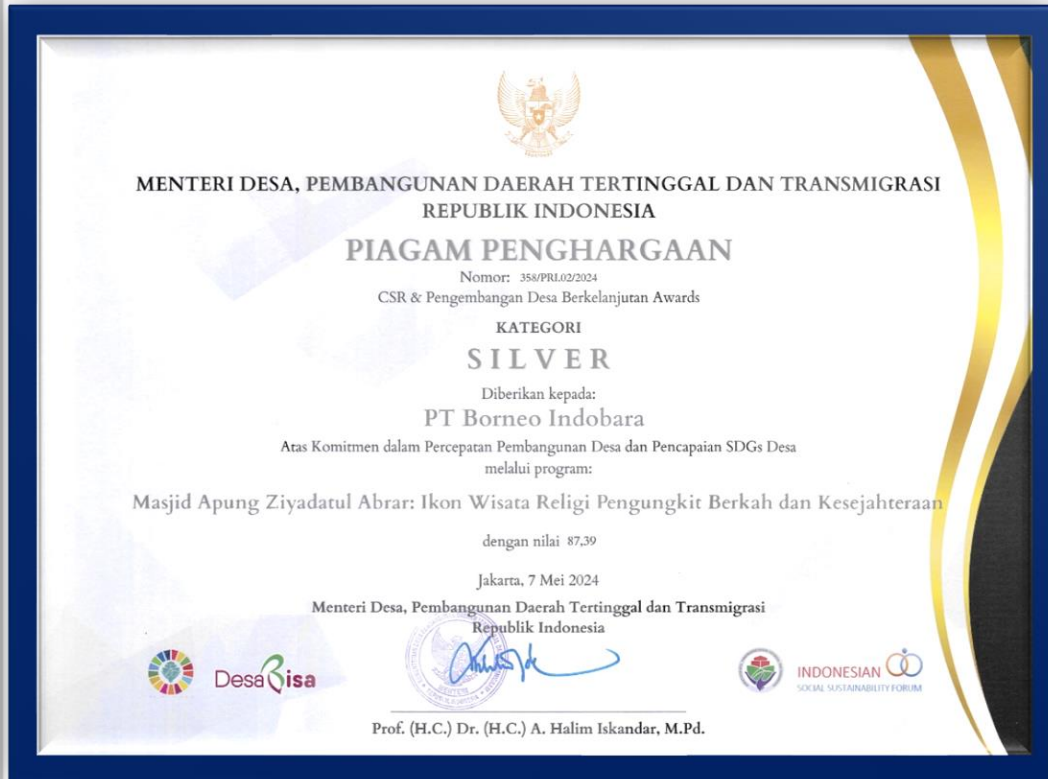 MENTERI DESA, PEMBANGUNAN DAERAH TERTINGGAL DAN TRANSMIGRASI
REPUBLIK INDONESIA
PIAGAM PENGHARGAAN
Nomor: 358/PRI.02/2024
CSR & Pengembangan Desa Berkelanjutan Awards
KATEGORI
SILVER
Diberikan kepada:
PT Borneo Indobara
Atas Komitmen dalam Percepatan Pembangunan Desa dan Pencapaian SDGs Desa
melalui program:
Masjid Apung Ziyadatul Abrar: Ikon Wisata Religi Pengungkit Berkah dan Kesejahteraan
dengan nilai 87,39
Jakarta, 7 Mei 2024
Menteri Desa, Pembangunan Daerah Tertinggal dan Transmigrasi
Republik Indonesia
DesaBisa
INDONESIAN
SOCIAL SUSTAINABILITY FORUM
Prof. (H.C.) Dr. (H.C.) A. Halim Iskandar, M.Pd.